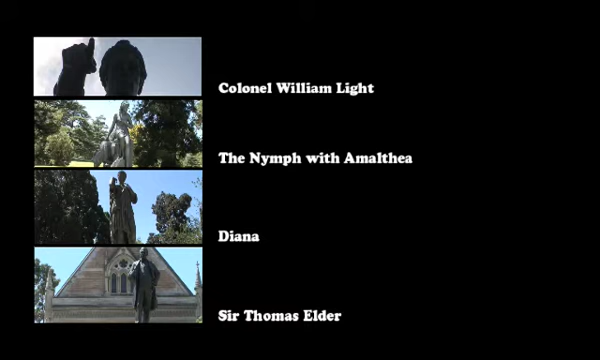 Colonel William Light
The Nymph with Amalthea
Diana
Sir Thomas Elder